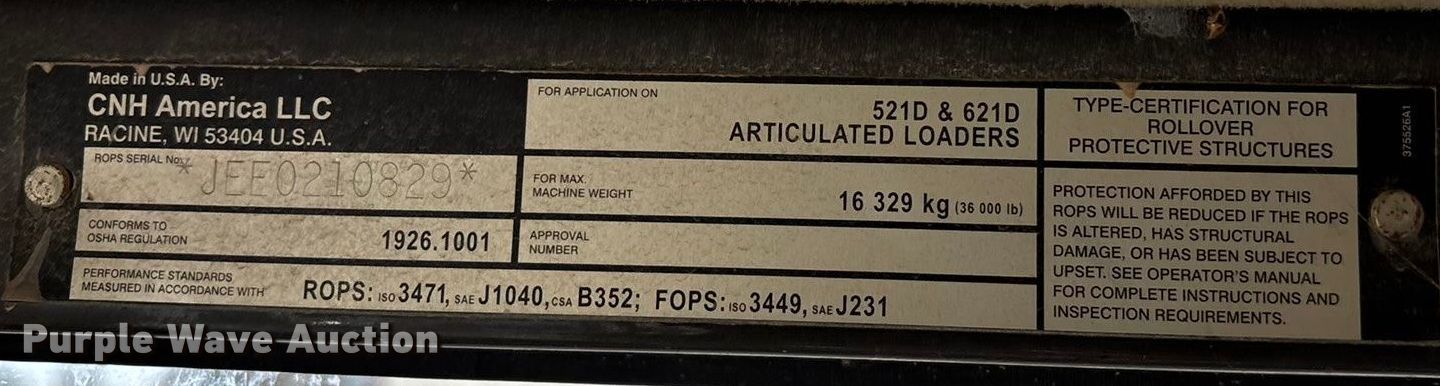 Made in U.S.A. By:
CNH America LLC
RACINE, WI 53404 U.S.A.
ROPS SERIAL No.
*JEE0210829*
CONFORMS TO
OSHA REGULATION
1926.1001
PERFORMANCE STANDARDS
MEASURED IN ACCORDANCE WITH
ROPS: ISO 3471, SAE J1040, CSA B352; FOPS: ISO 3449, SAE J231
FOR APPLICATION ON
521D & 621D
ARTICULATED LOADERS
FOR MAX.
MACHINE WEIGHT
16 329 kg (36 000 lb)
APPROVAL
NUMBER
TYPE-CERTIFICATION FOR
ROLLOVER
PROTECTIVE STRUCTURES
PROTECTION AFFORDED BY THIS
ROPS WILL BE REDUCED IF THE ROPS
IS ALTERED, HAS STRUCTURAL
DAMAGE, OR HAS BEEN SUBJECT TO
UPSET. SEE OPERATOR'S MANUAL
FOR COMPLETE INSTRUCTIONS AND
INSPECTION REQUIREMENTS.
375526A1
Purple Wave Auction